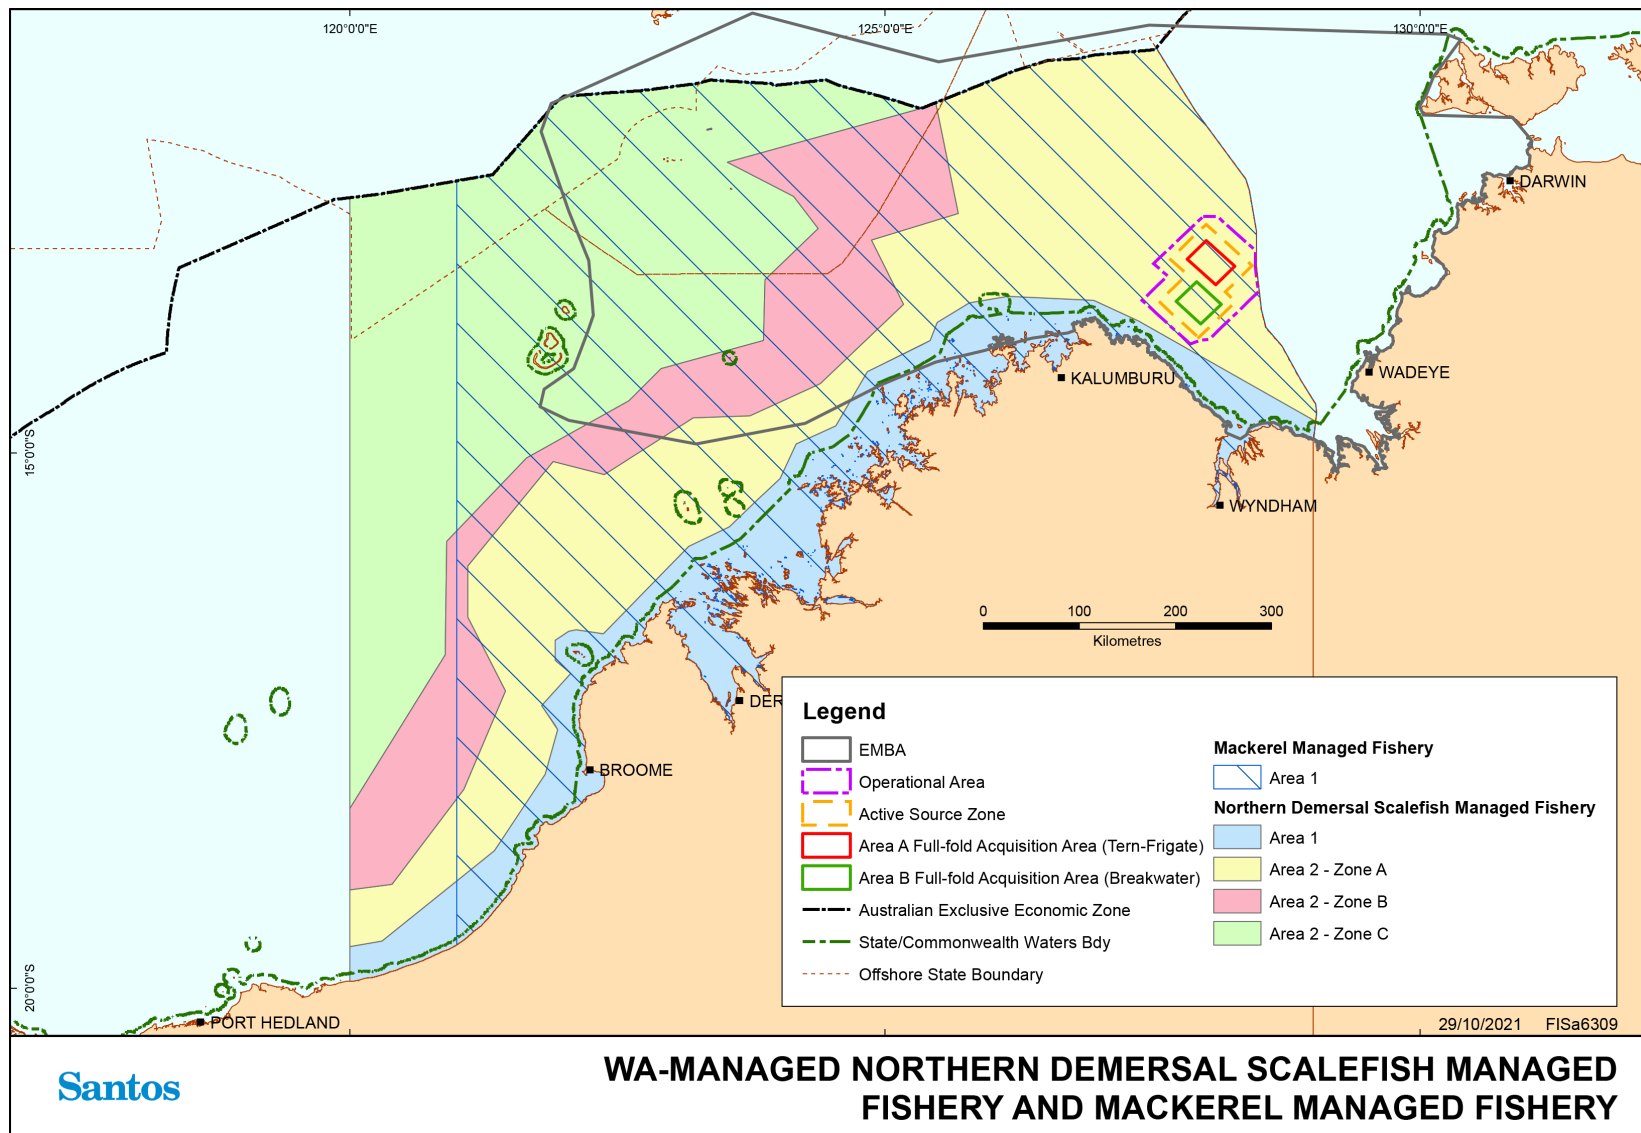 120°0'0"E
125°0'0"E
130°0'0"E
DARWIN
WADEYE
KALUMBURU
15°0'0"S
WYNDHAM
0 100 200 300
Kilometres
DER
BROOME
20°0'0"S
PORT HEDLAND
Legend
EMBA
Operational Area
Active Source Zone
Area A Full-fold Acquisition Area (Tern-Frigate)
Area B Full-fold Acquisition Area (Breakwater)
Australian Exclusive Economic Zone
State/Commonwealth Waters Bdy
Offshore State Boundary
Mackerel Managed Fishery
Area 1
Northern Demersal Scalefish Managed Fishery
Area 1
Area 2 - Zone A
Area 2 - Zone B
Area 2 - Zone C
29/10/2021 FISa6309
Santos
WA-MANAGED NORTHERN DEMERSAL SCALEFISH MANAGED
FISHERY AND MACKEREL MANAGED FISHERY